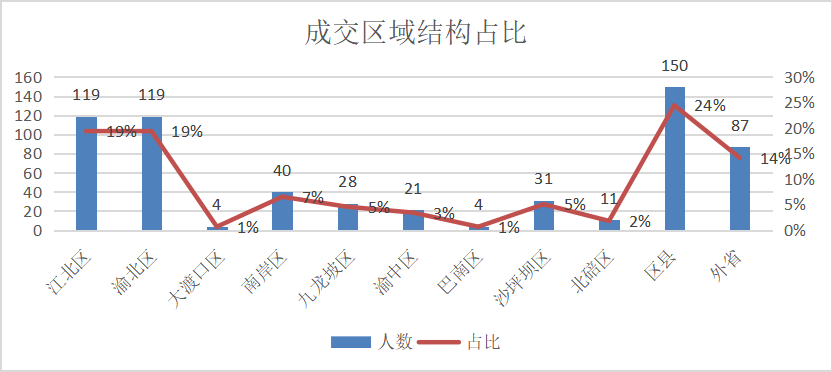 成交区域结构占比
160
140
120
100
80
60
40
20
0
30%
25%
20%
15%
10%
5%
0%
119
119
4
40
28
21
4
31
11
150
87
19%
19%
1%
7%
5%
3%
1%
5%
2%
24%
14%
江北区
渝北区
大渡口区
南岸区
九龙坡区
渝中区
巴南区
沙坪坝区
北碚区
区县
外省
人数
占比